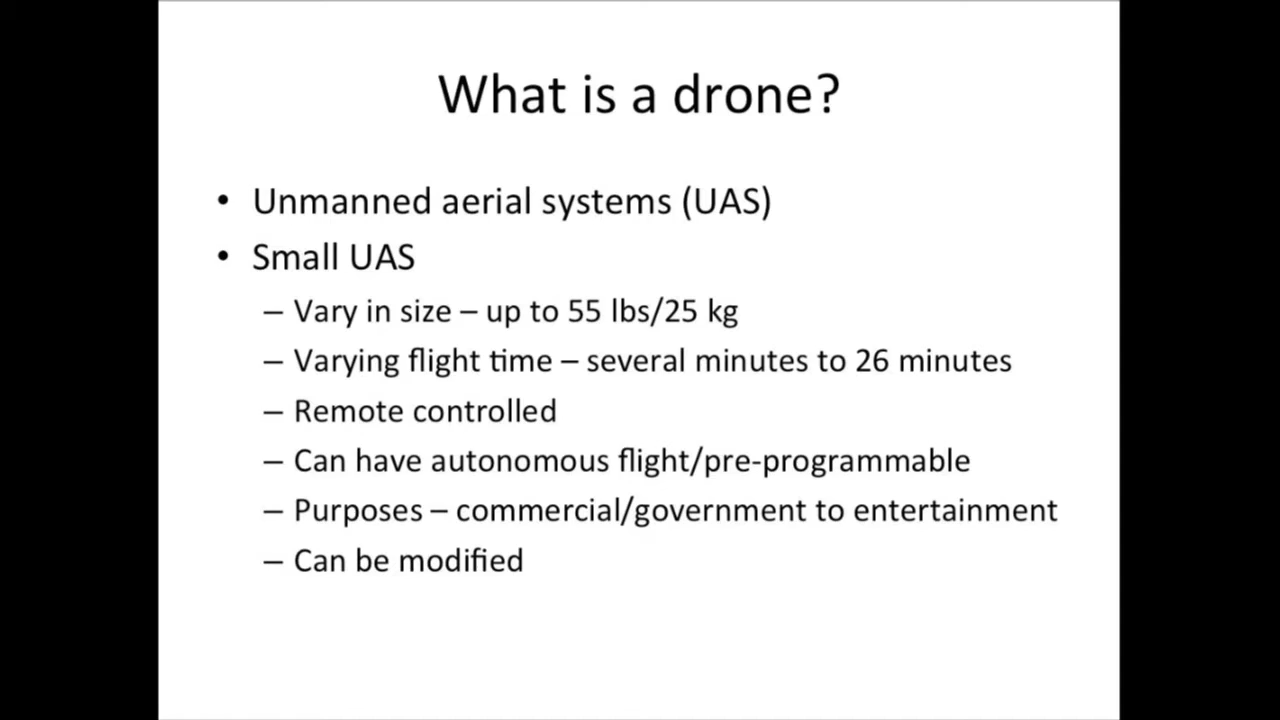 What is a drone?
• Unmanned aerial systems (UAS)
• Small UAS
– Vary in size – up to 55 lbs/25 kg
– Varying flight time – several minutes to 26 minutes
– Remote controlled
– Can have autonomous flight/pre-programmable
– Purposes – commercial/government to entertainment
– Can be modified